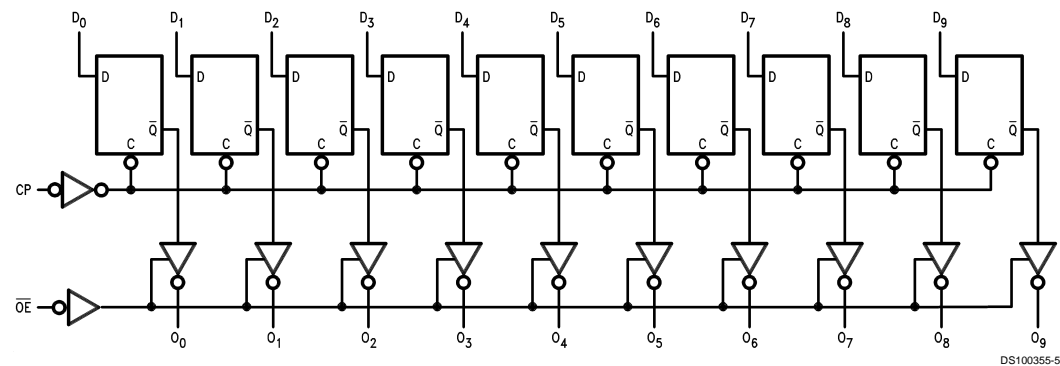 D0 D1 D2 D3 D4 D5 D6 D7 D8 D9
D D D D D D D D D D
Q̅ Q̅ Q̅ Q̅ Q̅ Q̅ Q̅ Q̅ Q̅ Q̅
C C C C C C C C C C
CP
O̅E̅
O0 O1 O2 O3 O4 O5 O6 O7 O8 O9
DS100355-5